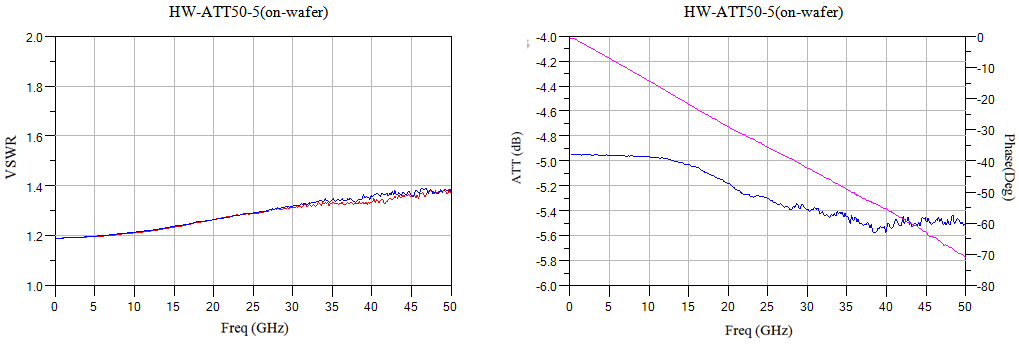 HW-ATT50-5(on-wafer)
2.0
1.8
1.6
1.4
1.2
1.0
VSWR
0 5 10 15 20 25 30 35 40 45 50
Freq (GHz)
HW-ATT50-5(on-wafer)
-4.0
-4.2
-4.4
-4.6
-4.8
-5.0
-5.2
-5.4
-5.6
-5.8
-6.0
ATT (dB)
0
-10
-20
-30
-40
-50
-60
-70
-80
Phase(Deg)
0 5 10 15 20 25 30 35 40 45 50
Freq (GHz)